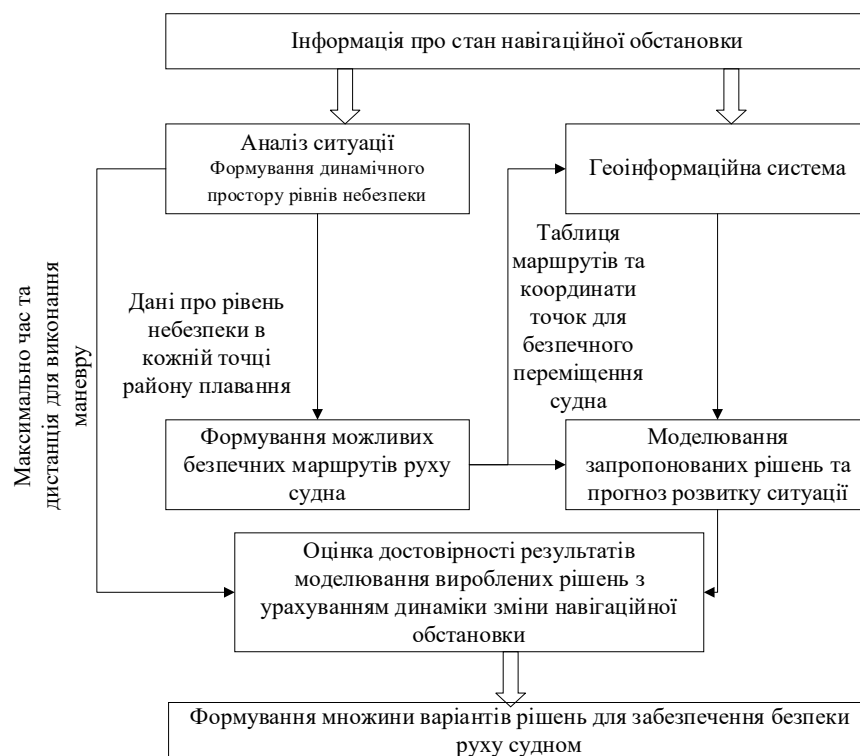 Інформація про стан навігаційної обстановки
Аналіз ситуації
Формування динамічного
простору рівнів небезпеки
Геоінформаційна система
Максимально час та
дистанція для виконання
маневру
Дані про рівень
небезпеки в
кожній точці
району плавання
Таблиця
маршрутів та
координати
точок для
безпечного
переміщення
судна
Формування можливих
безпечних маршрутів руху
судна
Моделювання
запропонованих рішень та
прогноз розвитку ситуації
Оцінка достовірності результатів
моделювання вироблених рішень з
урахуванням динаміки зміни навігаційної
обстановки
Формування множини варіантів рішень для забезпечення безпеки
руху судном